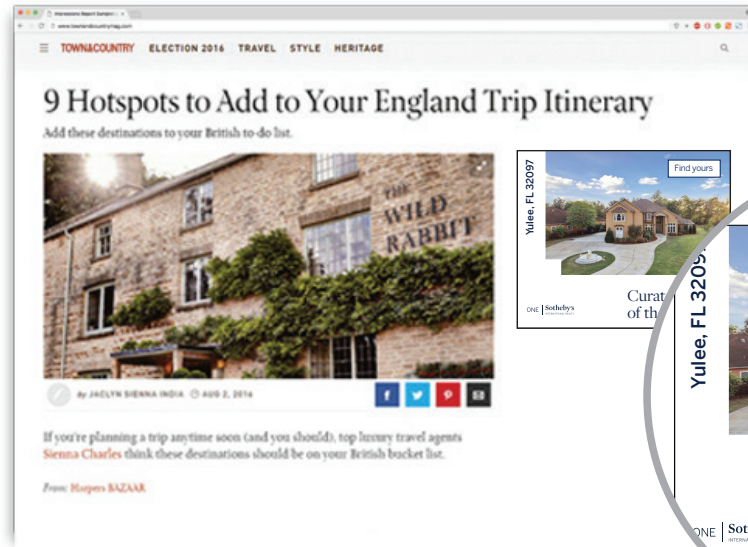 Impressions Report Sample
www.townandcountrymag.com
TOWN&COUNTRY ELECTION 2016 TRAVEL STYLE HERITAGE
9 Hotspots to Add to Your England Trip Itinerary
Add these destinations to your British to-do list.
THE
WILD
RABBIT
By JACLYN SIENNA INDIA AUG 2, 2016
If you're planning a trip anytime soon (and you should), top luxury travel agents
Sienna Charles think these destinations should be on your British bucket list.
From: Harpers BAZAAR
Yulee, FL 32097
Find yours
Curat
of th
ONE Sotheby's
Yulee, FL 3209
ONE Sot
INTERNA